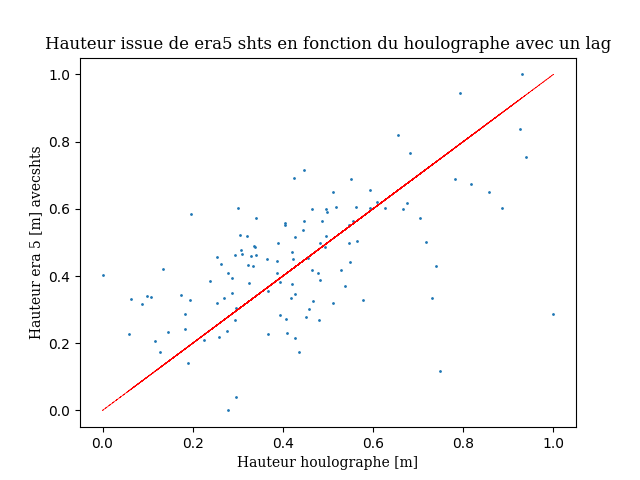 Hauteur issue de era5 shts en fonction du houlographe avec un lag
1.0
0.8
0.6
0.4
0.2
0.0
Hauteur era 5 [m] avecshts
0.0 0.2 0.4 0.6 0.8 1.0
Hauteur houlographe [m]